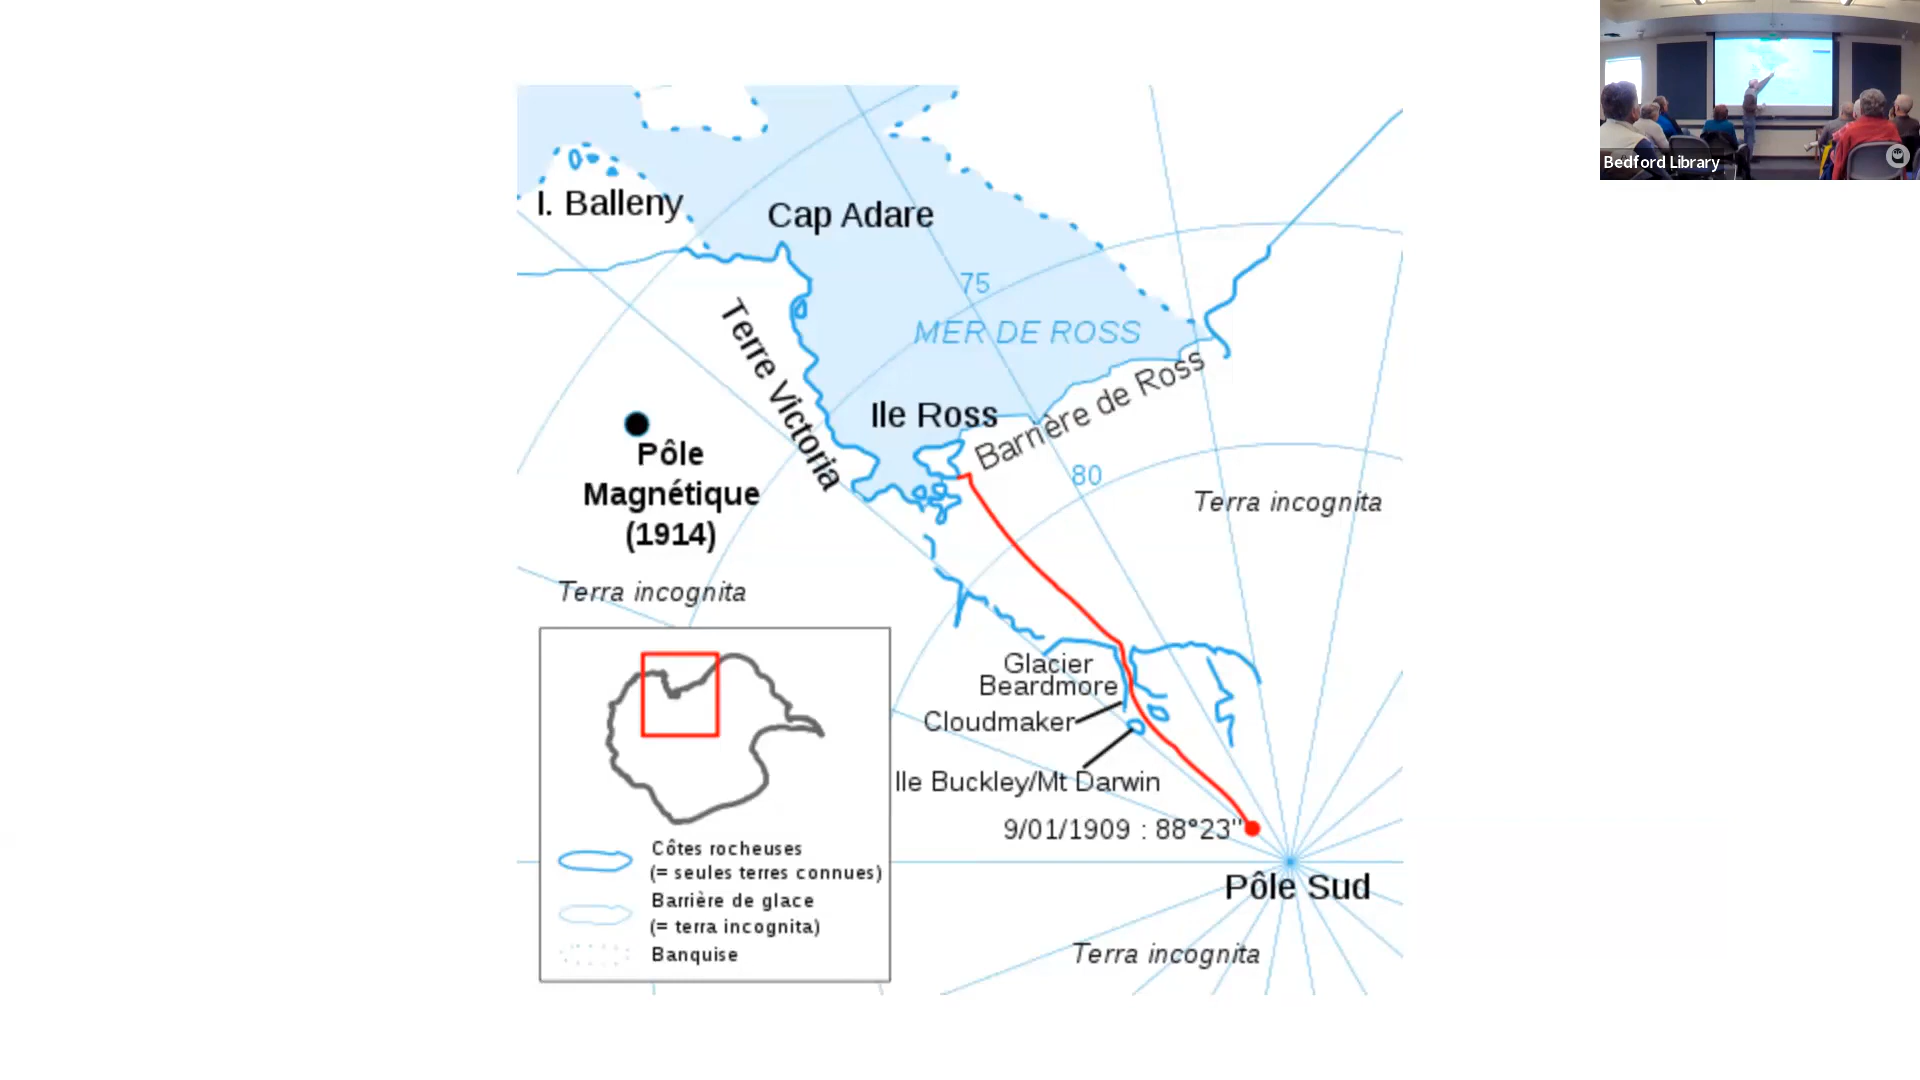 Bedford Library
I. Balleny
Cap Adare
75
MER DE ROSS
Terre Victoria
Ile Ross
Barrière de Ross
Pôle
Magnétique
(1914)
80
Terra incognita
Terra incognita
Glacier
Beardmore
Cloudmaker
Ile Buckley/Mt Darwin
9/01/1909 : 88°23"
Pôle Sud
Terra incognita
Côtes rocheuses
(= seules terres connues)
Barrière de glace
(= terra incognita)
Banquise